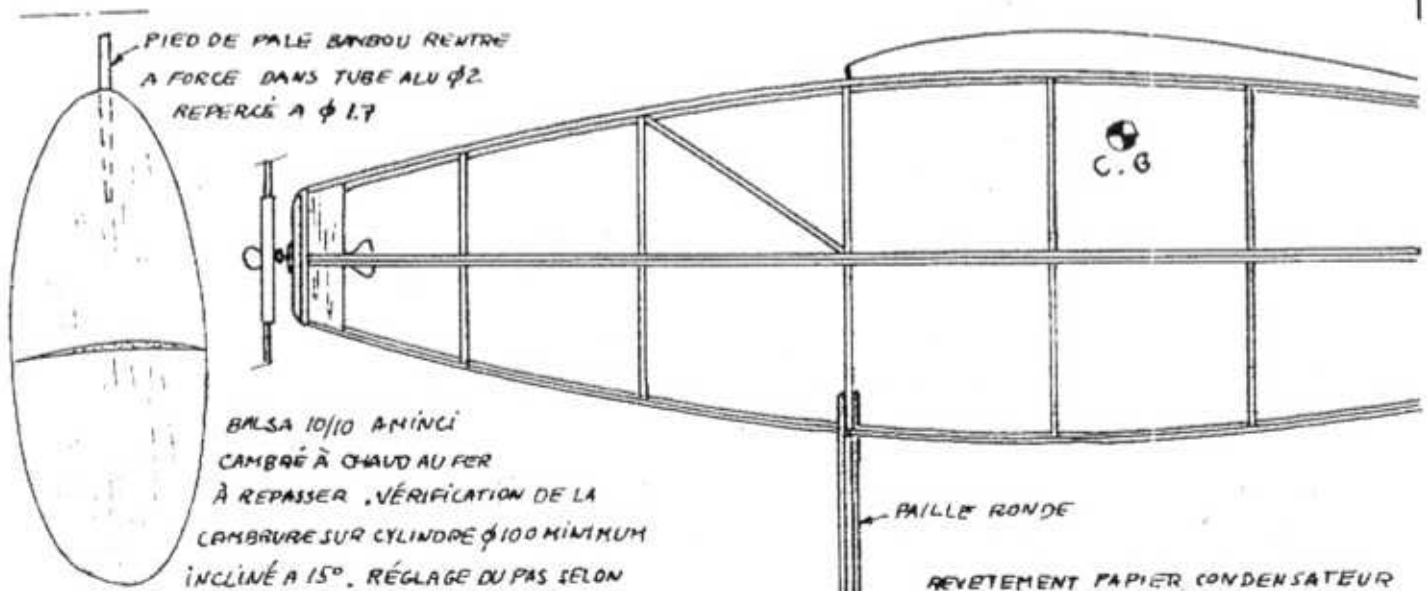 PIED DE PALE BAMBOU RENTRE
A FORCE DANS TUBE ALU φ2
REPERCÉ A φ 1.7
C.G
BALSA 10/10 AMINCI
CAMBRÉ À CHAUD AU FER
À REPASSER . VÉRIFICATION DE LA
CAMBRURE SUR CYLINDRE φ100 MINIMUM
INCLINÉ A 15°. RÉGLAGE DU PAS SELON
PAILLE RONDE
REVETEMENT PAPIER CONDENSATEUR